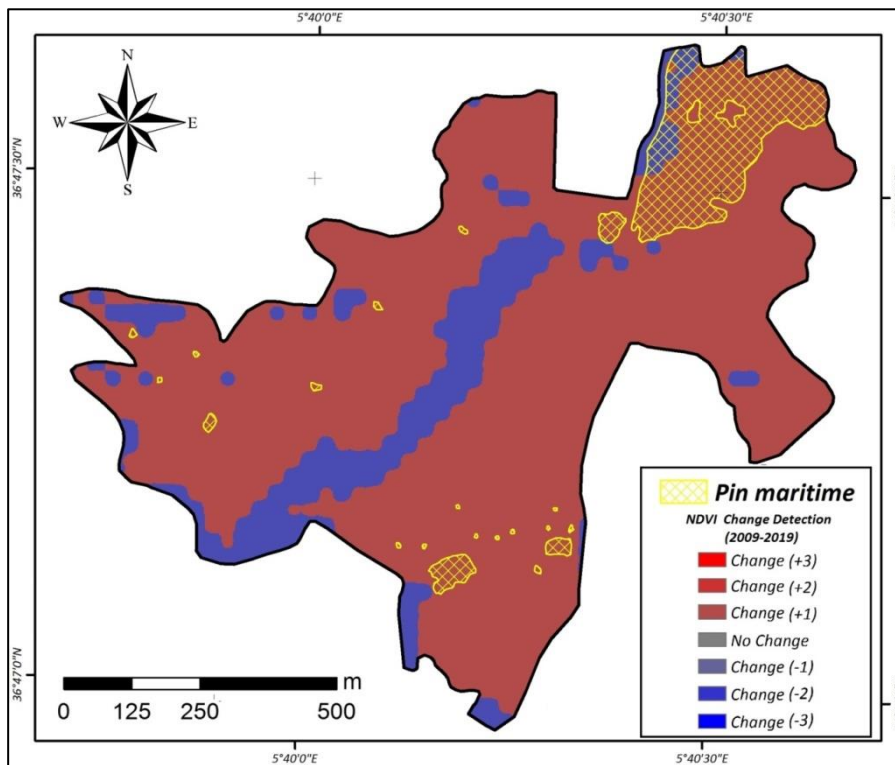 5°40'0"E
5°40'30"E
N
W
E
S
36°47'30"N
36°47'0"N
Pin maritime
NDVI Change Detection
(2009-2019)
Change (+3)
Change (+2)
Change (+1)
No Change
Change (-1)
Change (-2)
Change (-3)
m
0 125 250 500
5°40'0"E
5°40'30"E